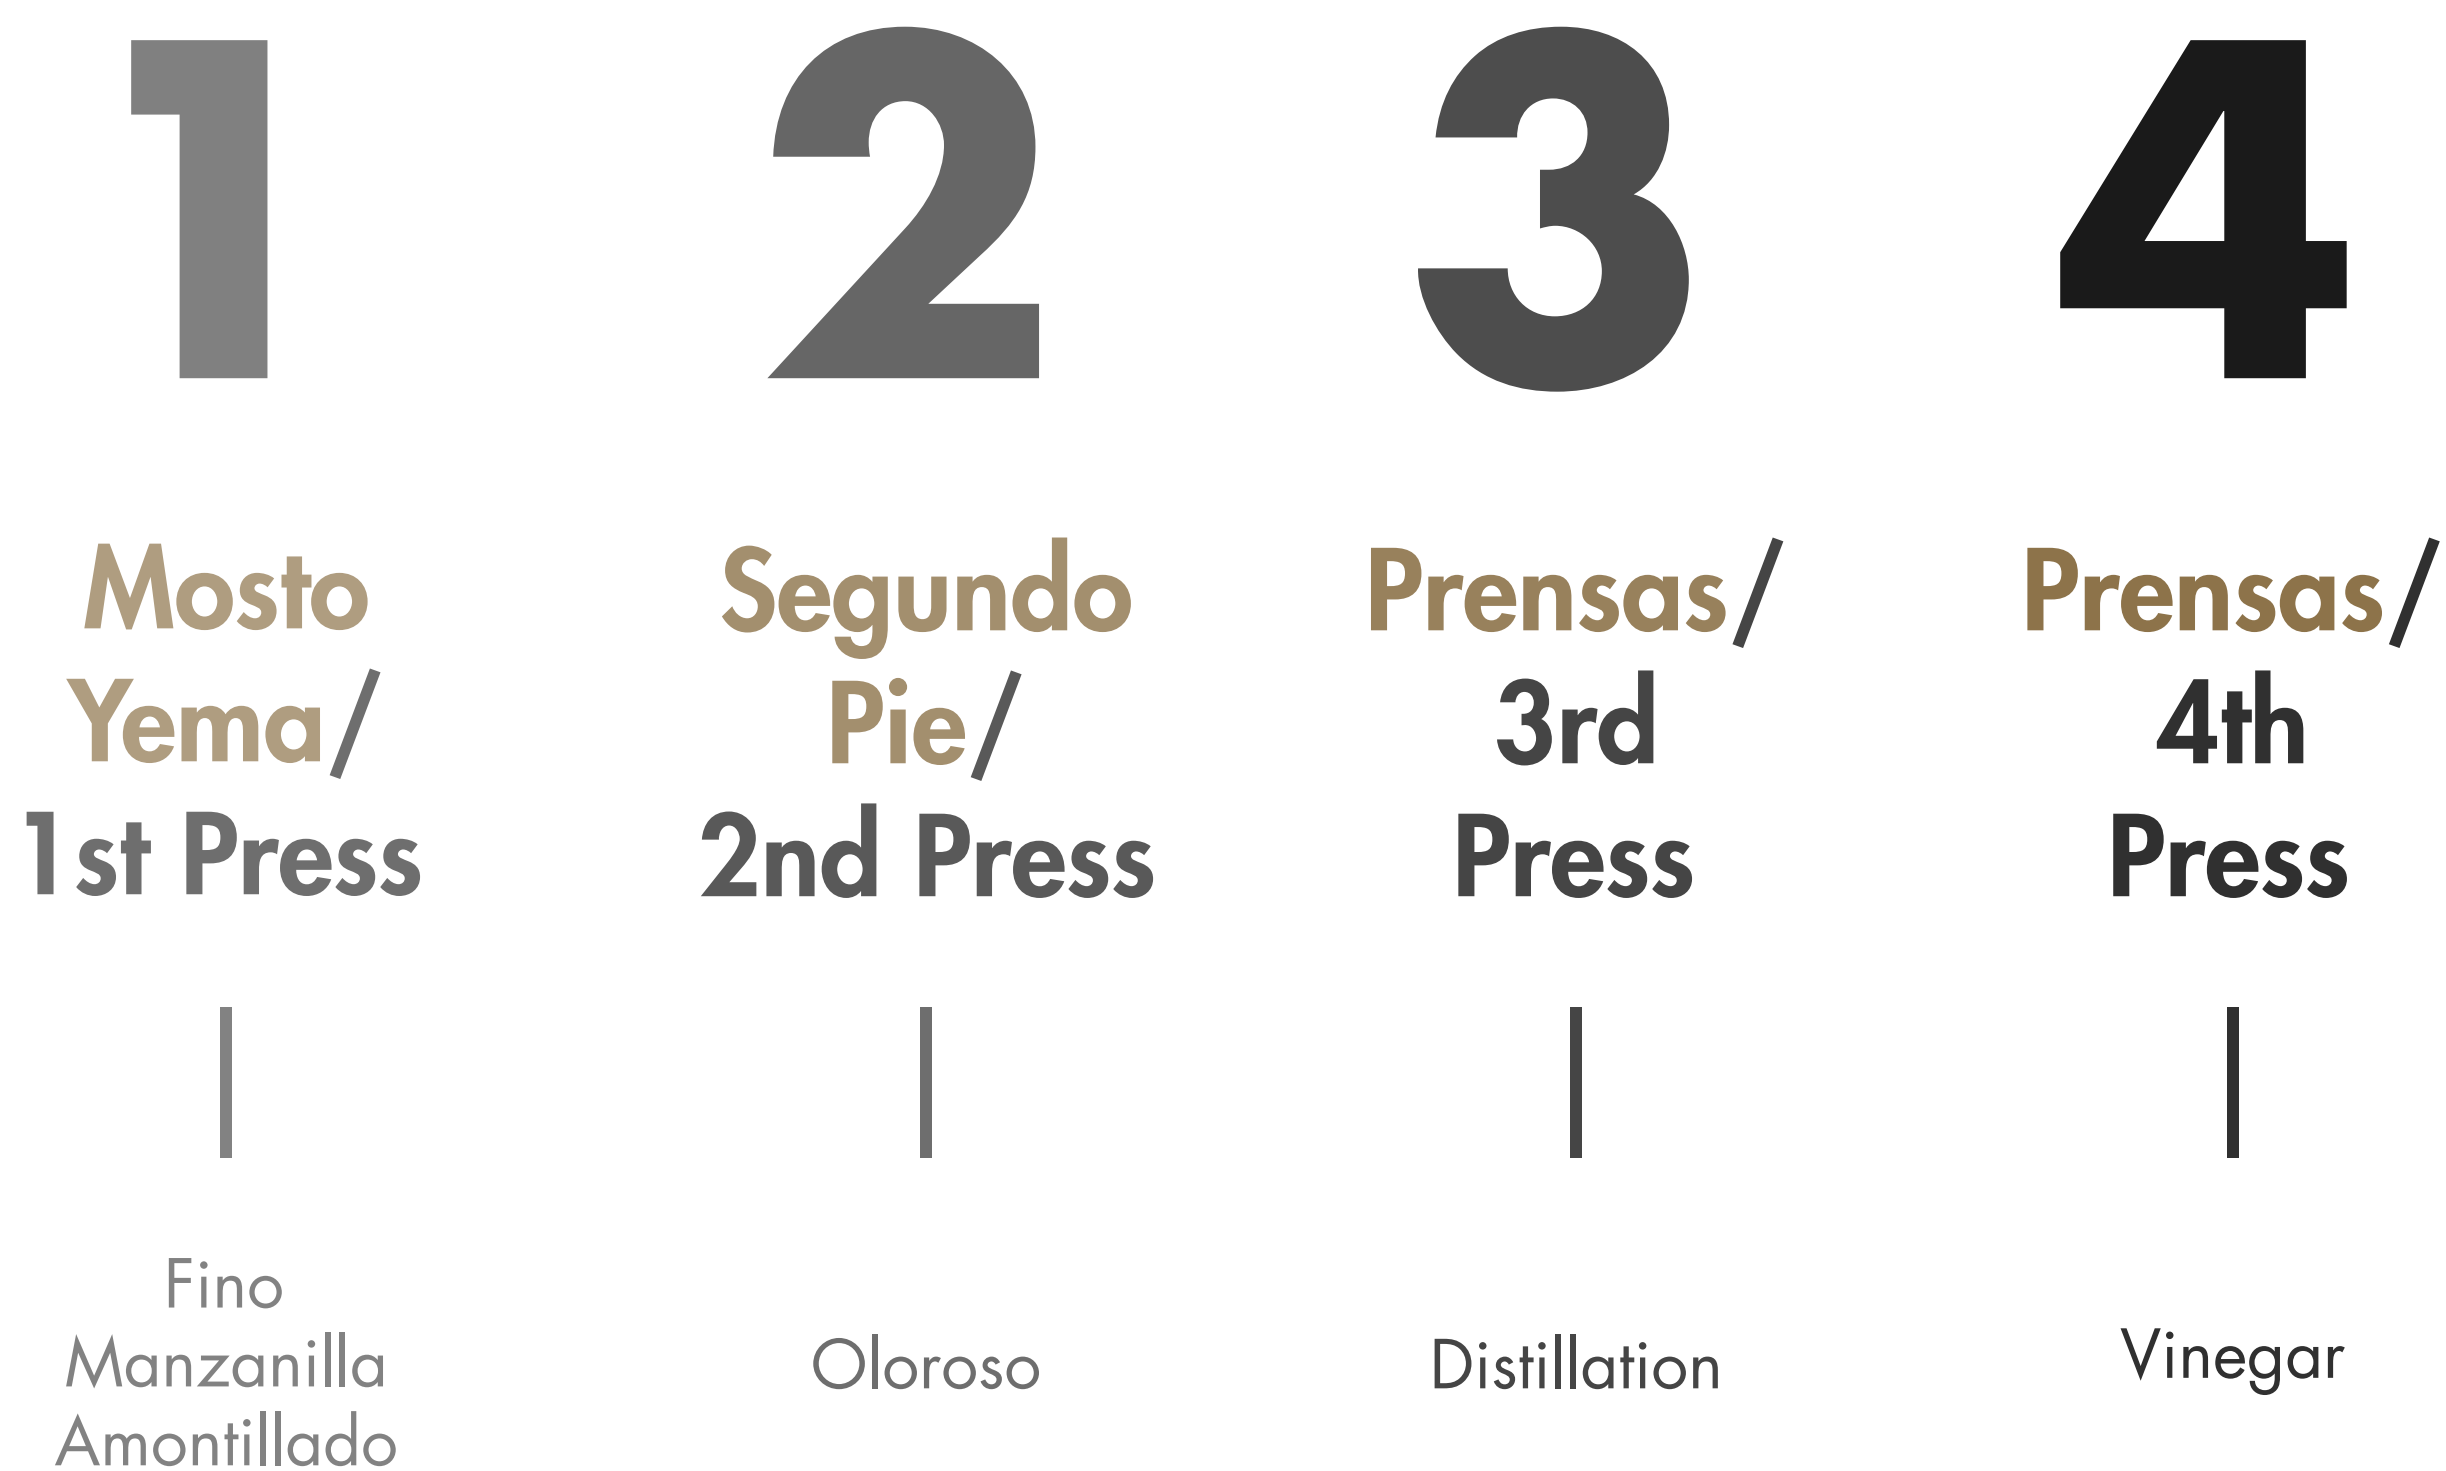 1
Mosto
Yema/
1st Press
Fino
Manzanilla
Amontillado
2
Segundo
Pie/
2nd Press
Oloroso
3
Prensas/
3rd
Press
Distillation
4
Prensas/
4th
Press
Vinegar